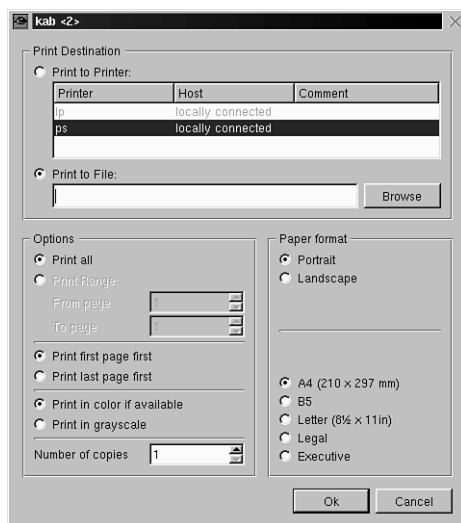 kab <2>
Print Destination
Print to Printer:
Printer Host Comment
lp locally connected
ps locally connected
Print to File:
Browse
Options
Print all
Print Range:
From page 1
To page 1
Print first page first
Print last page first
Print in color if available
Print in grayscale
Number of copies 1
Paper format
Portrait
Landscape
A4 (210 × 297 mm)
B5
Letter (8½ × 11in)
Legal
Executive
Ok Cancel